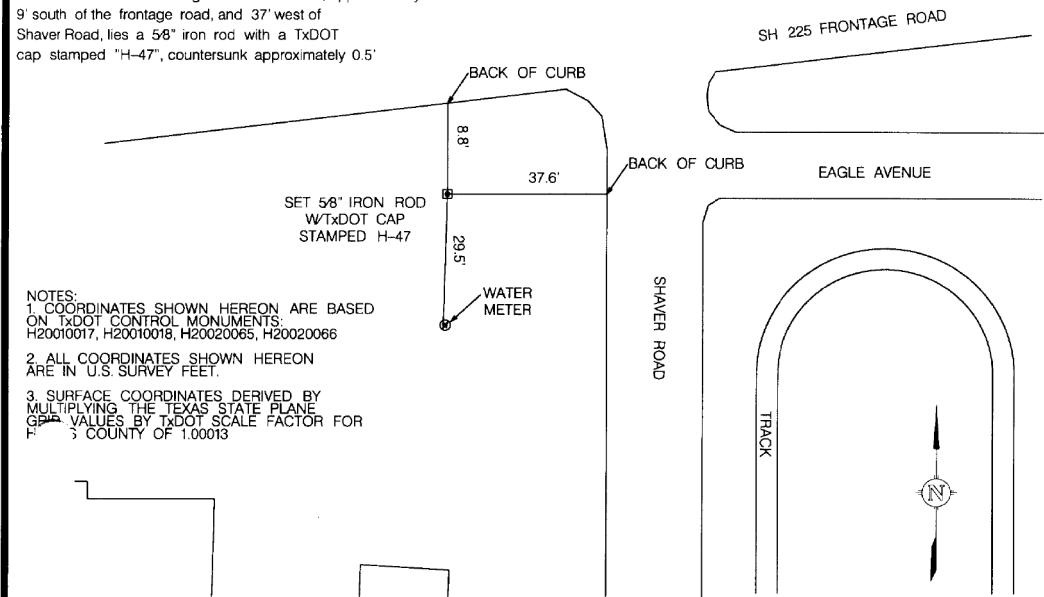 9' south of the frontage road, and 37' west of
Shaver Road, lies a 5/8" iron rod with a TxDOT
cap stamped "H-47", countersunk approximately 0.5'
SH 225 FRONTAGE ROAD
BACK OF CURB
8.8'
BACK OF CURB
37.6'
EAGLE AVENUE
SET 5/8" IRON ROD
W/TxDOT CAP
STAMPED H-47
29.5'
WATER
METER
SHAVER ROAD
NOTES:
1. COORDINATES SHOWN HEREON ARE BASED
ON TxDOT CONTROL MONUMENTS:
H20010017, H20010018, H20020065, H20020066
2. ALL COORDINATES SHOWN HEREON
ARE IN U.S. SURVEY FEET.
3. SURFACE COORDINATES DERIVED BY
MULTIPLYING THE TEXAS STATE PLANE
GRID VALUES BY TxDOT SCALE FACTOR FOR
COUNTY OF 1.00013
TRACK
N